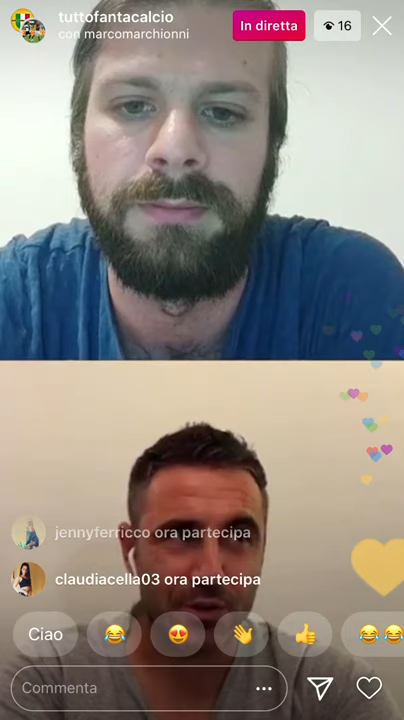 tuttofantacalcio
con marcomarchionni
In diretta
16
jennyferricco ora partecipa
claudiacella03 ora partecipa
Ciao
Commenta